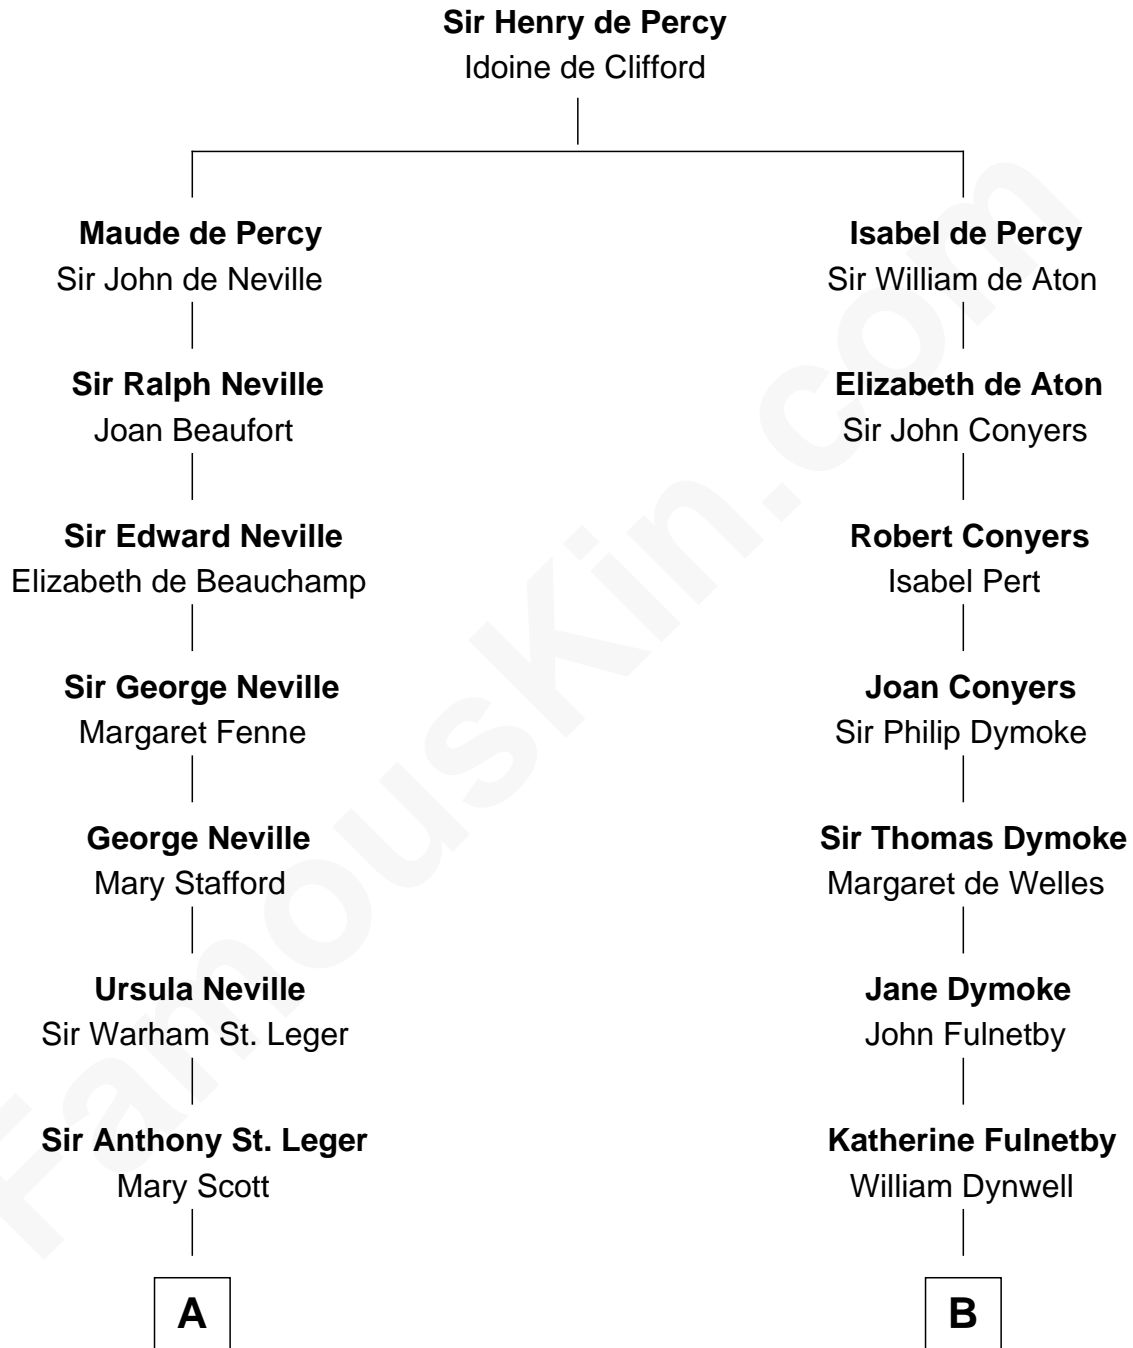 Sir Henry de Percy
Idoine de Clifford
Maude de Percy
Sir John de Neville
Isabel de Percy
Sir William de Aton
Sir Ralph Neville
Joan Beaufort
Elizabeth de Aton
Sir John Conyers
Sir Edward Neville
Elizabeth de Beauchamp
Robert Conyers
Isabel Pert
Sir George Neville
Margaret Fenne
Joan Conyers
Sir Philip Dymoke
George Neville
Mary Stafford
Sir Thomas Dymoke
Margaret de Welles
Ursula Neville
Sir Warham St. Leger
Jane Dymoke
John Fulnetby
Sir Anthony St. Leger
Mary Scott
Katherine Fulnetby
William Dynwell
A
B
FamousKin.com